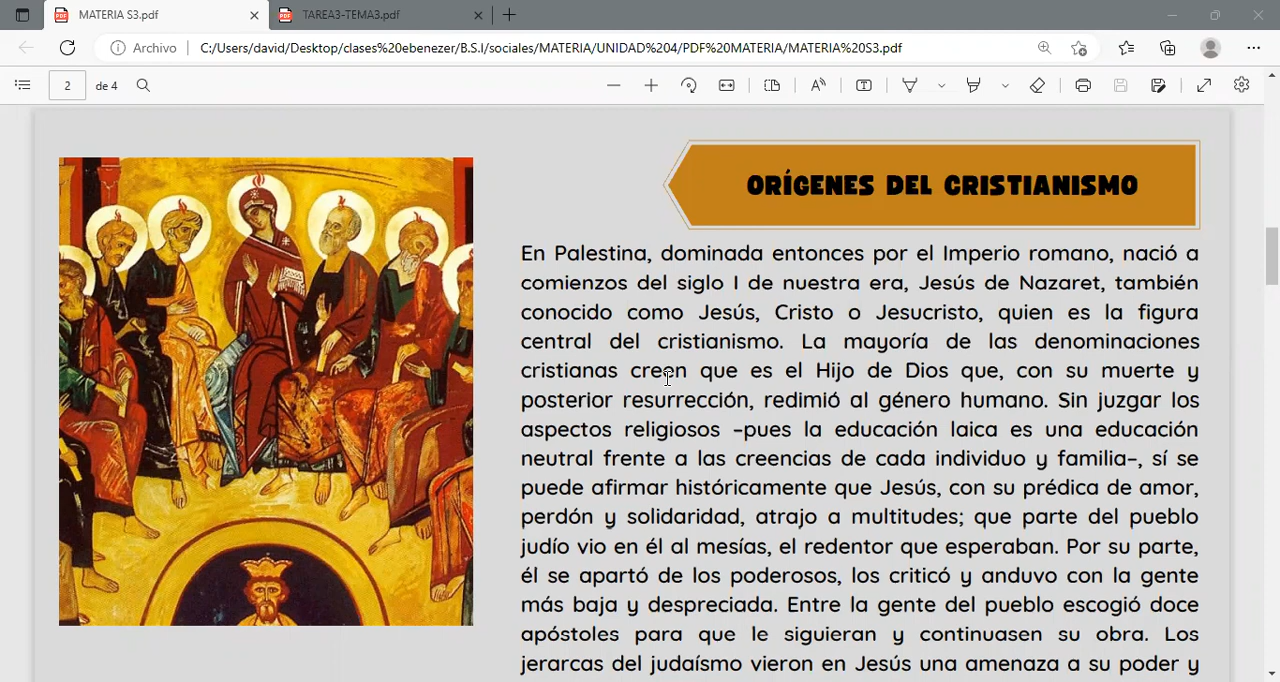 MATERIA S3.pdf
TAREA3-TEMA3.pdf
Archivo
C:/Users/david/Desktop/clases%20ebenezer/B.S.I/sociales/MATERIA/UNIDAD%204/PDF%20MATERIA/MATERIA%20S3.pdf
2
de 4
ORÍGENES DEL CRISTIANISMO
En Palestina, dominada entonces por el Imperio romano, nació a
comienzos del siglo I de nuestra era, Jesús de Nazaret, también
conocido como Jesús, Cristo o Jesucristo, quien es la figura
central del cristianismo. La mayoría de las denominaciones
cristianas creen que es el Hijo de Dios que, con su muerte y
posterior resurrección, redimió al género humano. Sin juzgar los
aspectos religiosos –pues la educación laica es una educación
neutral frente a las creencias de cada individuo y familia–, sí se
puede afirmar históricamente que Jesús, con su prédica de amor,
perdón y solidaridad, atrajo a multitudes; que parte del pueblo
judío vio en él al mesías, el redentor que esperaban. Por su parte,
él se apartó de los poderosos, los criticó y anduvo con la gente
más baja y despreciada. Entre la gente del pueblo escogió doce
apóstoles para que le siguieran y continuasen su obra. Los
jerarcas del judaísmo vieron en Jesús una amenaza a su poder y